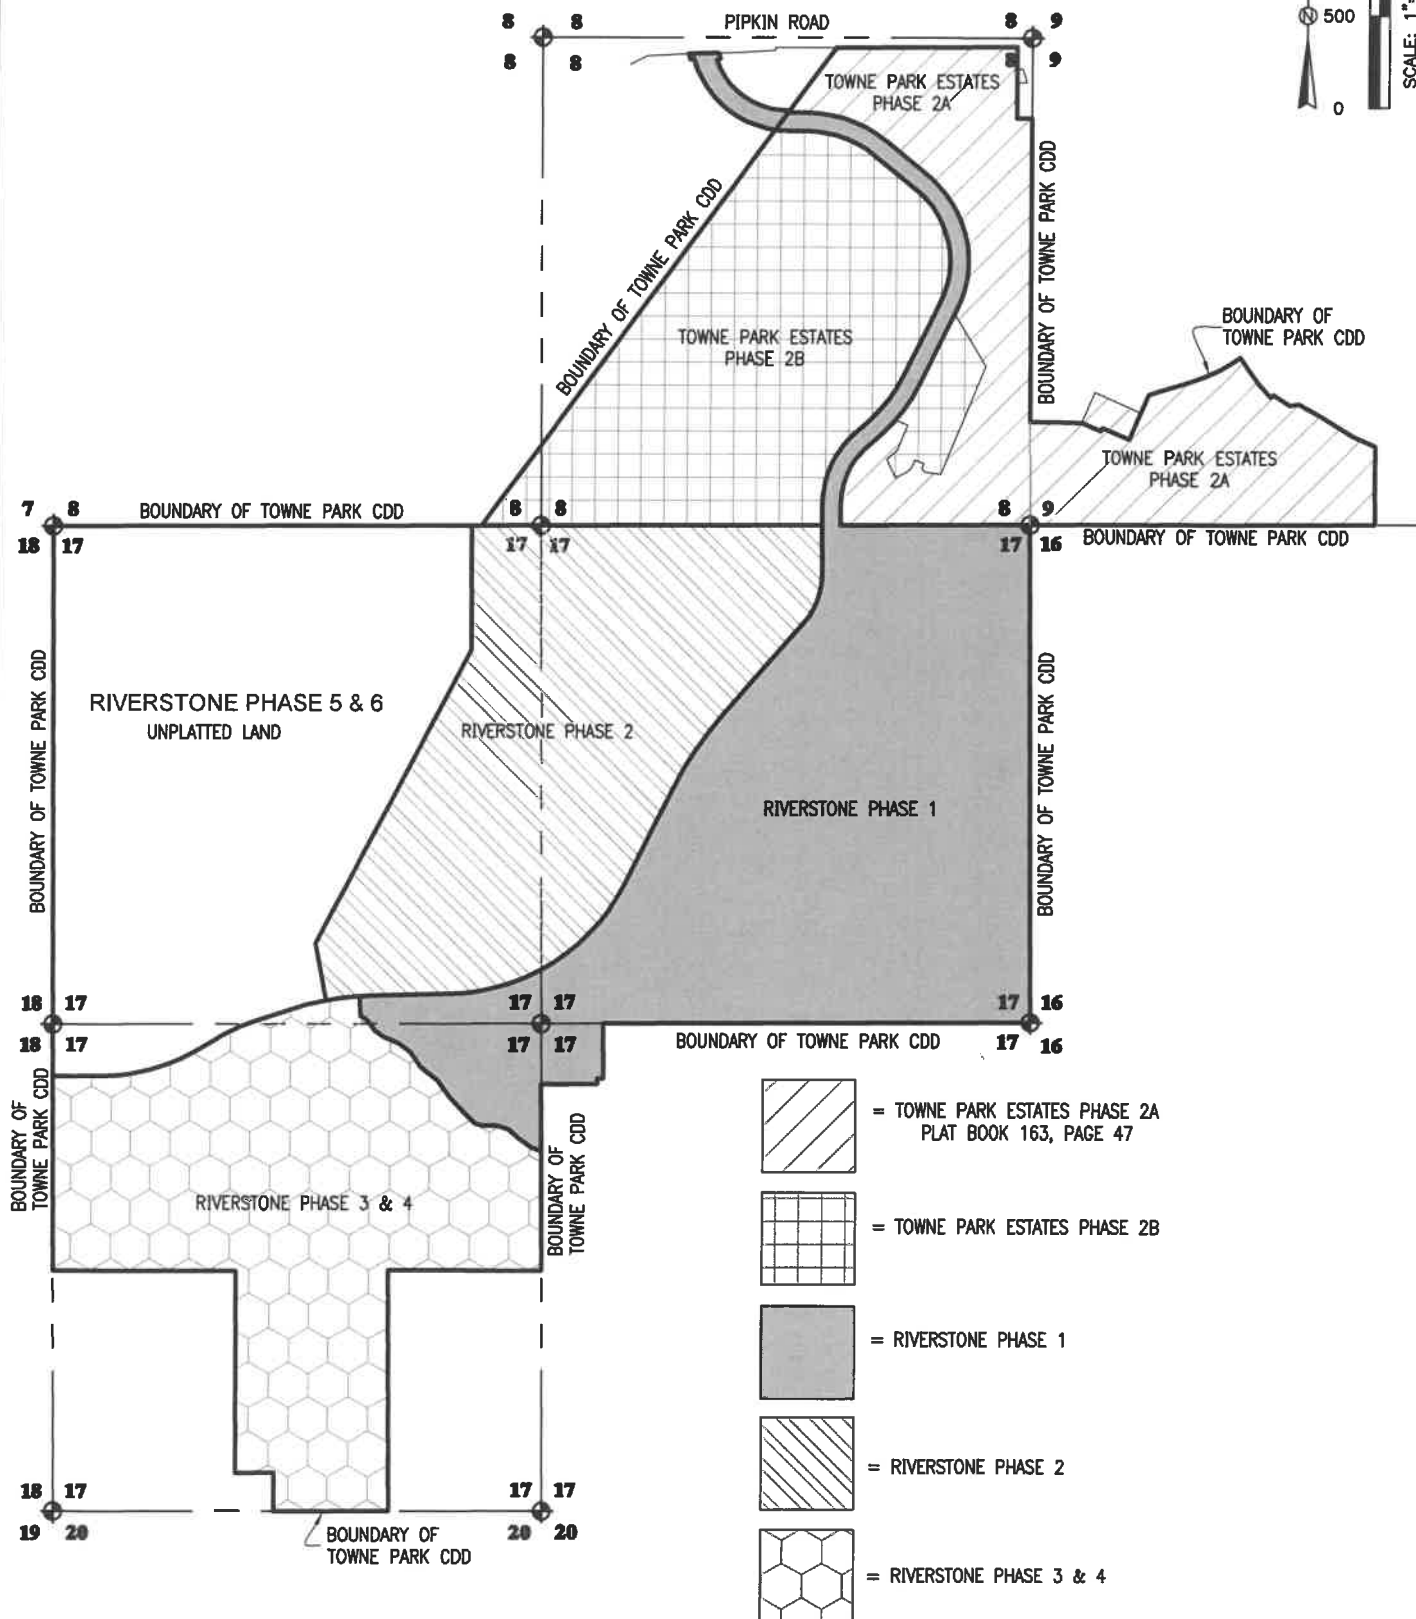 8 8 PIPKIN ROAD 8 9
8 8 8 9
500
0
SCALE: 1"=
TOWNE PARK ESTATES
PHASE 2A
BOUNDARY OF TOWNE PARK CDD
BOUNDARY OF TOWNE PARK CDD
TOWNE PARK ESTATES
PHASE 2B
BOUNDARY OF
TOWNE PARK CDD
TOWNE PARK ESTATES
PHASE 2A
7 8 BOUNDARY OF TOWNE PARK CDD 8 8 8 9
18 17 17 17 17 16 BOUNDARY OF TOWNE PARK CDD
BOUNDARY OF TOWNE PARK CDD
RIVERSTONE PHASE 5 & 6
UNPLATTED LAND
RIVERSTONE PHASE 2
RIVERSTONE PHASE 1
BOUNDARY OF TOWNE PARK CDD
18 17 17 17 17 16
18 17 17 17 BOUNDARY OF TOWNE PARK CDD 17 16
BOUNDARY OF
TOWNE PARK CDD
BOUNDARY OF
TOWNE PARK CDD
RIVERSTONE PHASE 3 & 4
= TOWNE PARK ESTATES PHASE 2A
PLAT BOOK 163, PAGE 47
= TOWNE PARK ESTATES PHASE 2B
= RIVERSTONE PHASE 1
= RIVERSTONE PHASE 2
= RIVERSTONE PHASE 3 & 4
18 17 17 17
19 20 20 20
BOUNDARY OF
TOWNE PARK CDD